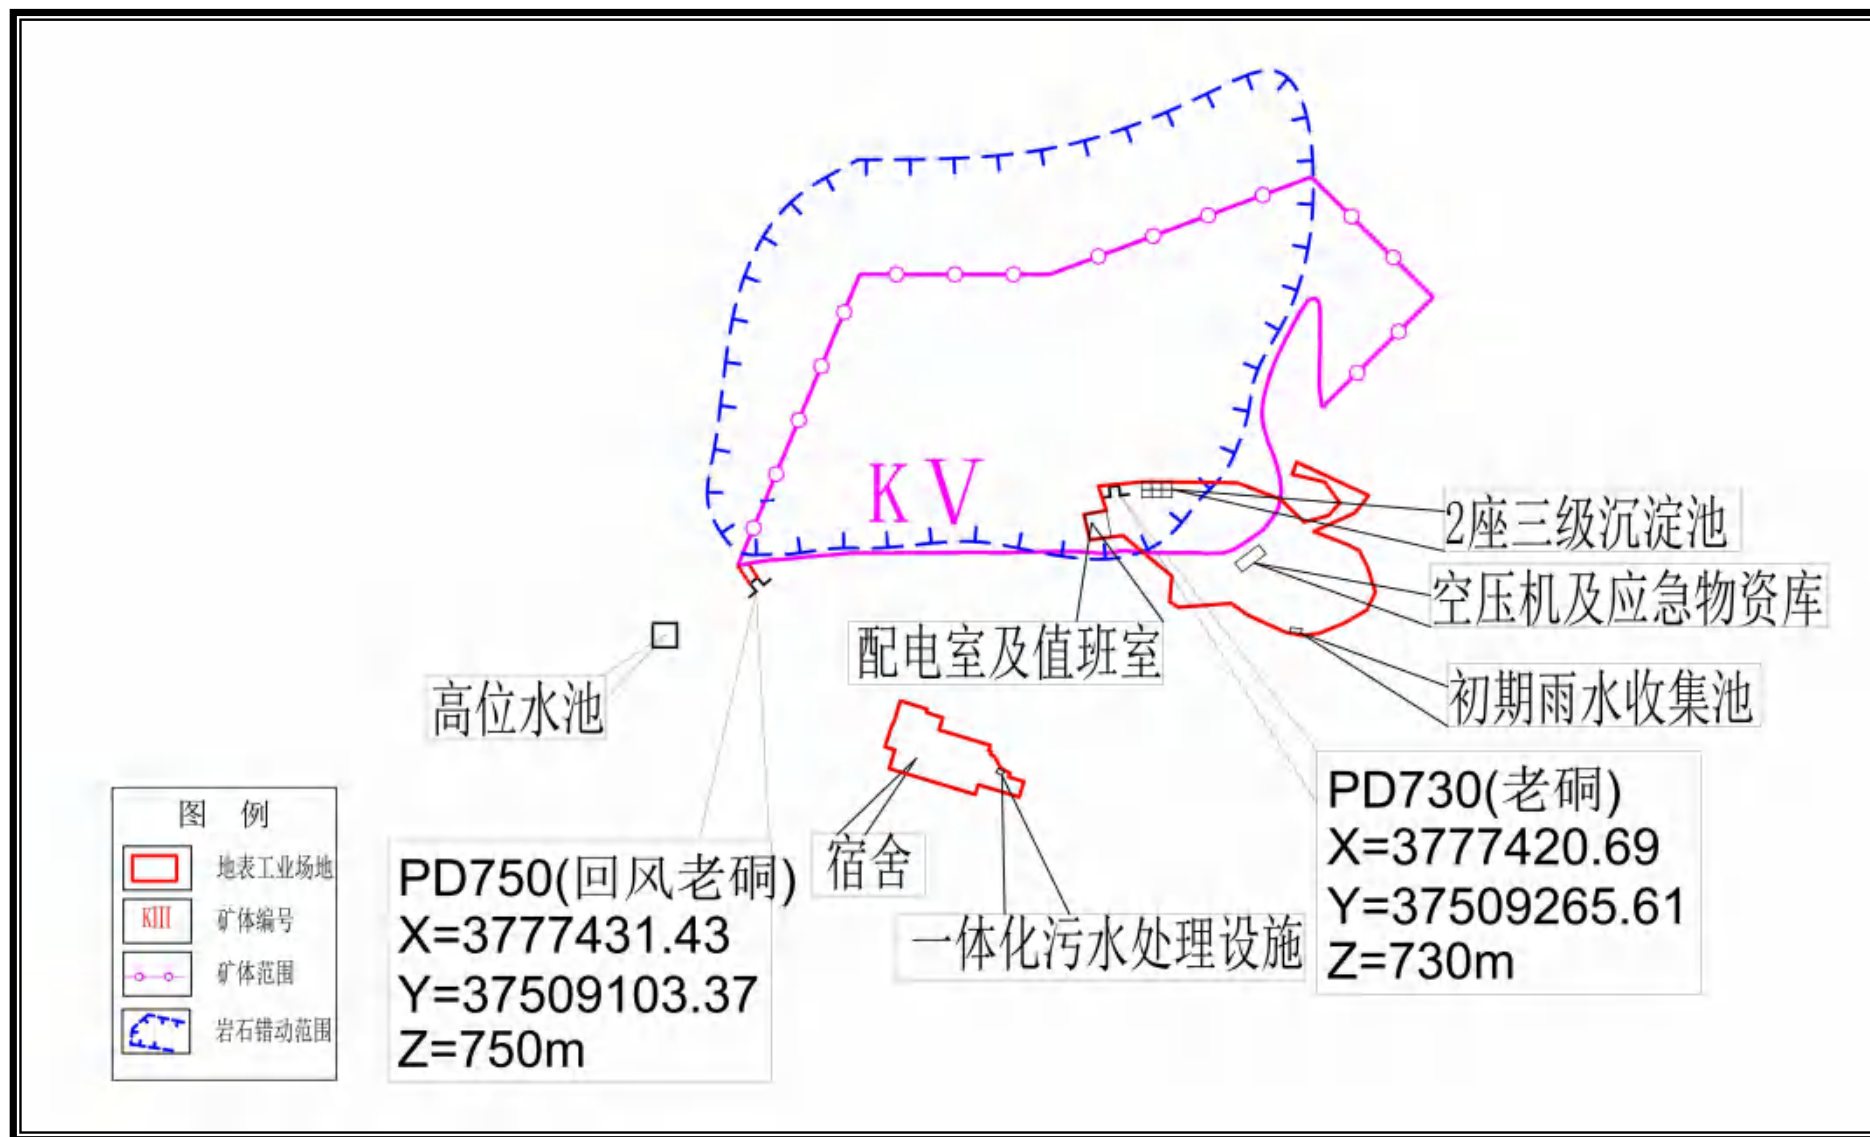 KV
2座三级沉淀池
空压机及应急物资库
配电室及值班室
初期雨水收集池
高位水池
宿舍
一体化污水处理设施
PD730(老硐)
X=3777420.69
Y=37509265.61
Z=730m
PD750(回风老硐)
X=3777431.43
Y=37509103.37
Z=750m
图 例
地表工业场地
KIII 矿体编号
矿体范围
岩石错动范围